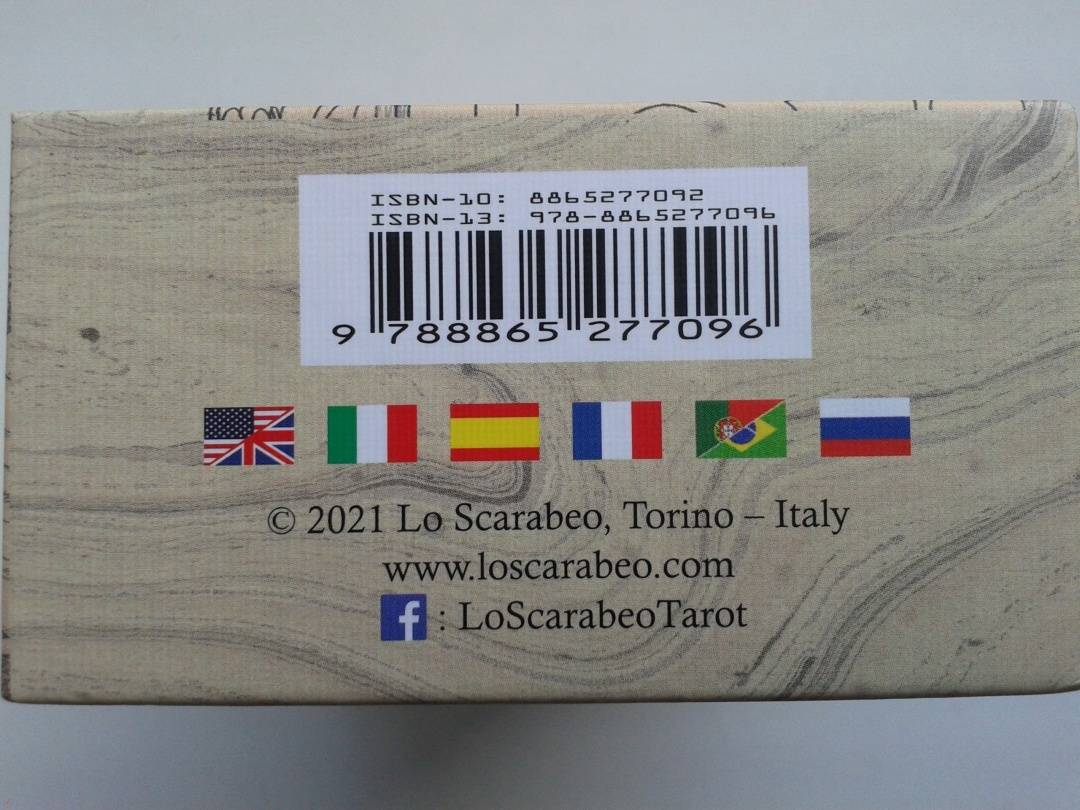 ISBN-10: 8865277092
ISBN-13: 978-8865277096
9 788865 277096
© 2021 Lo Scarabeo, Torino – Italy
www.loscarabeo.com
f : LoScarabeoTarot